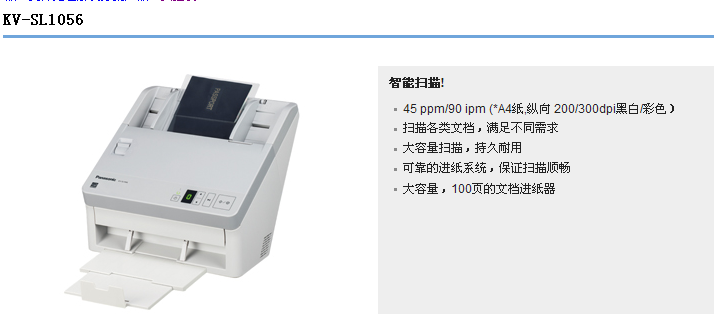 KV-SL1056
智能扫描!
45 ppm/90 ipm (*A4纸,纵向 200/300dpi黑白/彩色）
扫描各类文档，满足不同需求
大容量扫描，持久耐用
可靠的进纸系统，保证扫描顺畅
大容量，100页的文档进纸器
PASSPORT
Panasonic